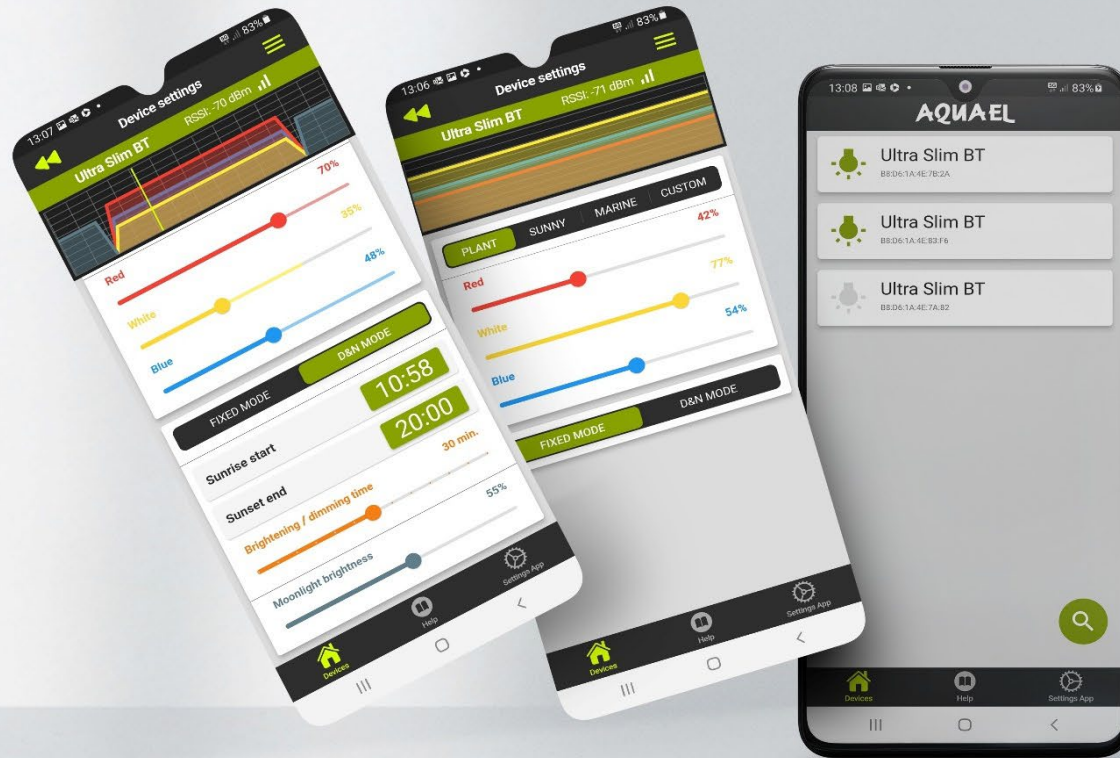 13:07 83%
Device settings
Ultra Slim BT RSSI: -70 dBm
70%
Red
35%
White
48%
Blue
FIXED MODE D&N MODE
Sunrise start 10:58
Sunset end 20:00
30 min.
Brightening / dimming time
55%
Moonlight brightness
Devices Help Settings App
13:06 83%
Device settings
Ultra Slim BT RSSI: -71 dBm
PLANT SUNNY MARINE CUSTOM
42%
Red
77%
White
54%
Blue
FIXED MODE D&N MODE
Devices Help Settings App
13:08 83%
AQUAEL
Ultra Slim BT
B8:D6:1A:4E:7B:2A
Ultra Slim BT
B8:D6:1A:4E:83:F6
Ultra Slim BT
B8:D6:1A:4E:7A:82
Devices Help Settings App